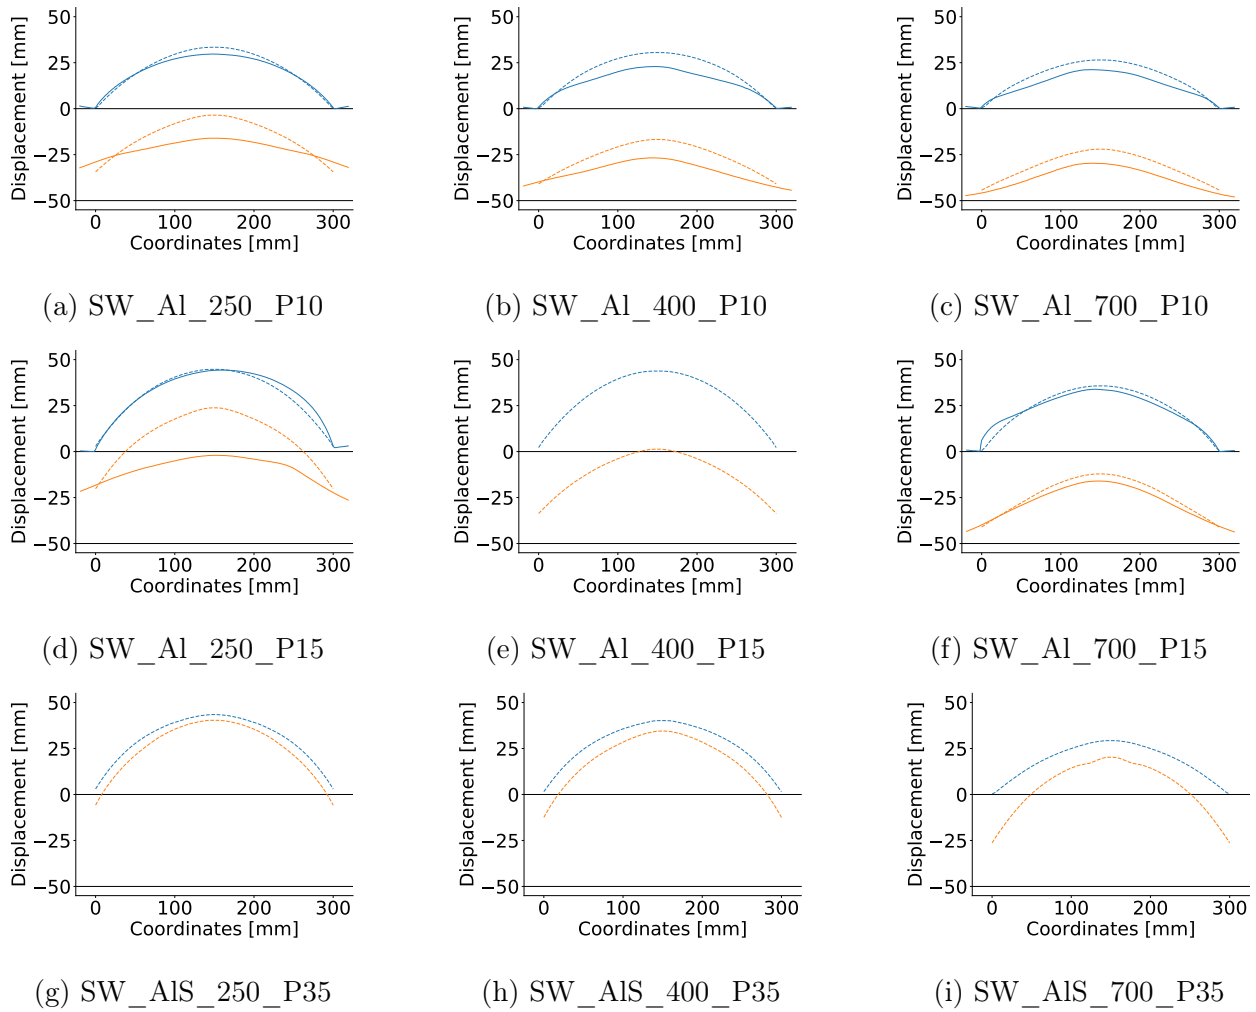 50
25
0
−25
−50
Displacement [mm]
0 100 200 300
Coordinates [mm]
(a) SW_Al_250_P10
50
25
0
−25
−50
Displacement [mm]
0 100 200 300
Coordinates [mm]
(b) SW_Al_400_P10
50
25
0
−25
−50
Displacement [mm]
0 100 200 300
Coordinates [mm]
(c) SW_Al_700_P10
50
25
0
−25
−50
Displacement [mm]
0 100 200 300
Coordinates [mm]
(d) SW_Al_250_P15
50
25
0
−25
−50
Displacement [mm]
0 100 200 300
Coordinates [mm]
(e) SW_Al_400_P15
50
25
0
−25
−50
Displacement [mm]
0 100 200 300
Coordinates [mm]
(f) SW_Al_700_P15
50
25
0
−25
−50
Displacement [mm]
0 100 200 300
Coordinates [mm]
(g) SW_AlS_250_P35
50
25
0
−25
−50
Displacement [mm]
0 100 200 300
Coordinates [mm]
(h) SW_AlS_400_P35
50
25
0
−25
−50
Displacement [mm]
0 100 200 300
Coordinates [mm]
(i) SW_AlS_700_P35